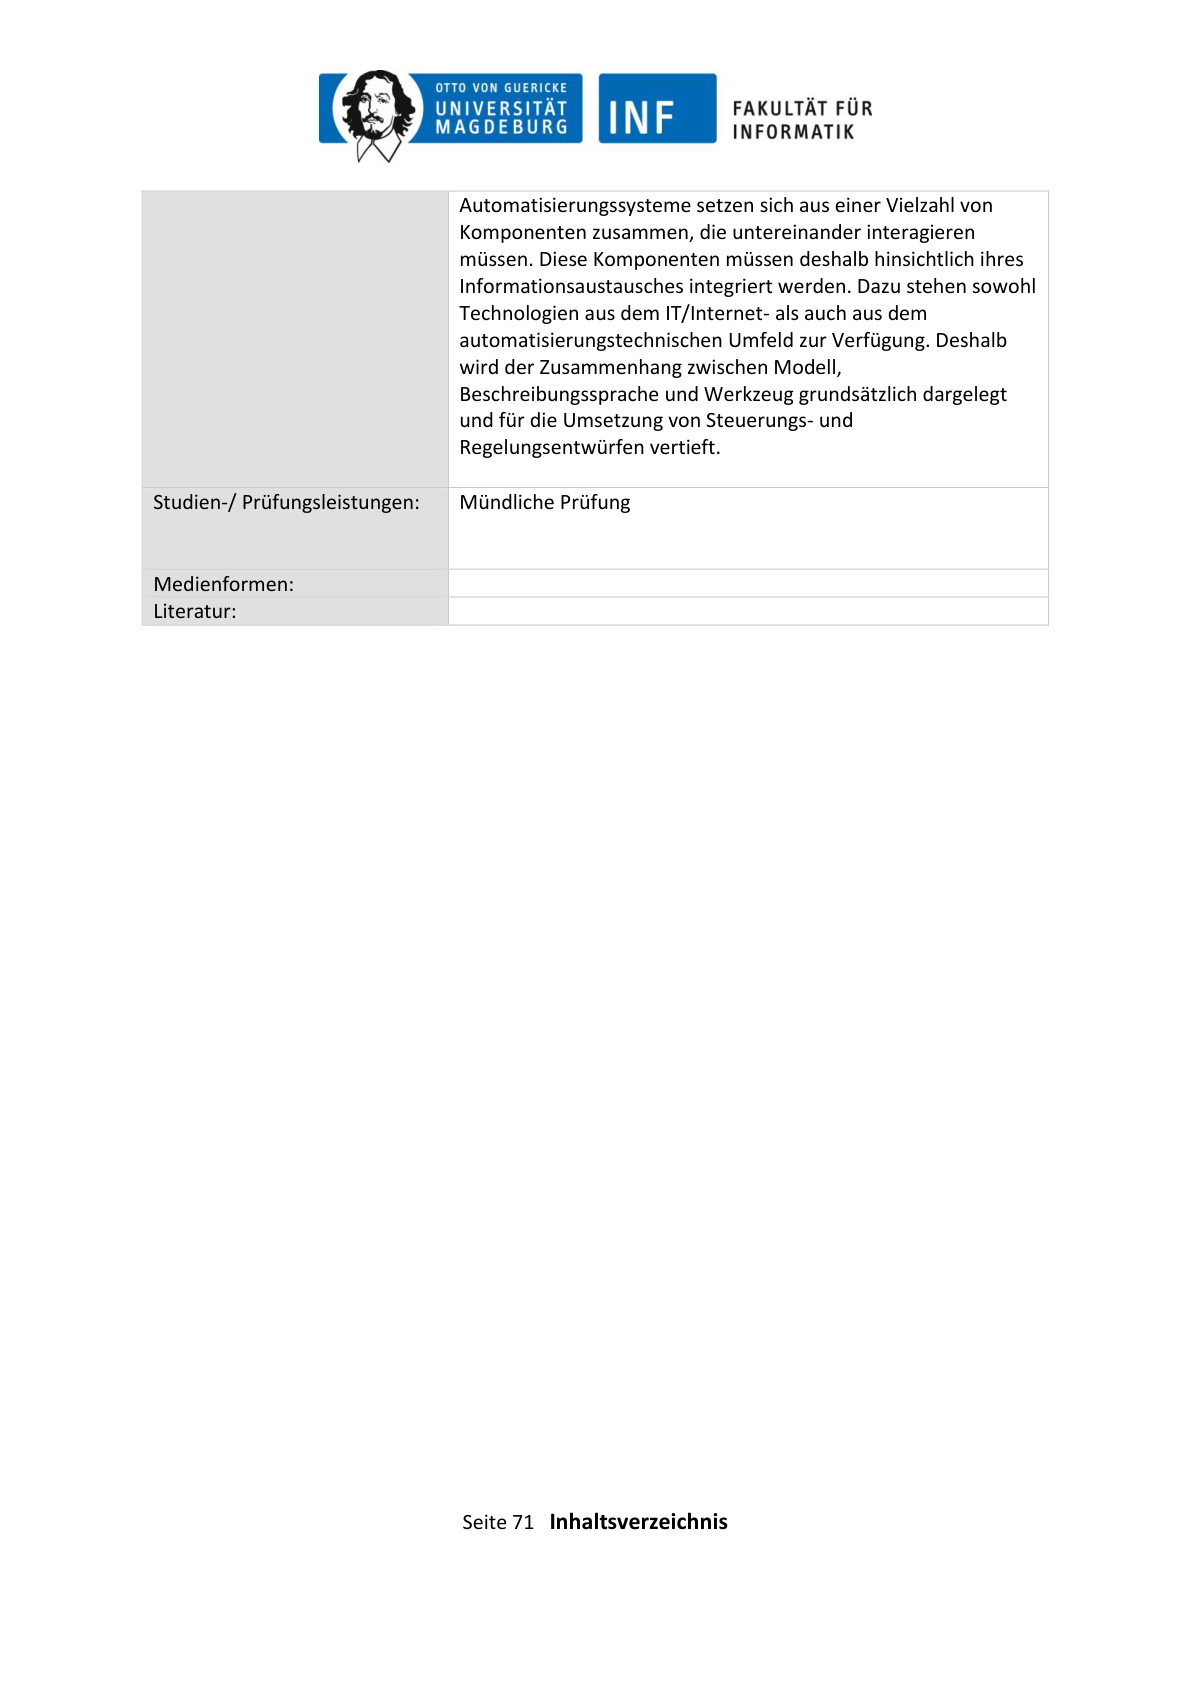 OTTO VON GUERICKE
UNIVERSITÄT
MAGDEBURG
INF
FAKULTÄT FÜR
INFORMATIK
Automatisierungssysteme setzen sich aus einer Vielzahl von
Komponenten zusammen, die untereinander interagieren
müssen. Diese Komponenten müssen deshalb hinsichtlich ihres
Informationsaustausches integriert werden. Dazu stehen sowohl
Technologien aus dem IT/Internet- als auch aus dem
automatisierungstechnischen Umfeld zur Verfügung. Deshalb
wird der Zusammenhang zwischen Modell,
Beschreibungssprache und Werkzeug grundsätzlich dargelegt
und für die Umsetzung von Steuerungs- und
Regelungsentwürfen vertieft.
Studien-/ Prüfungsleistungen: Mündliche Prüfung
Medienformen:
Literatur:
Seite 71 Inhaltsverzeichnis